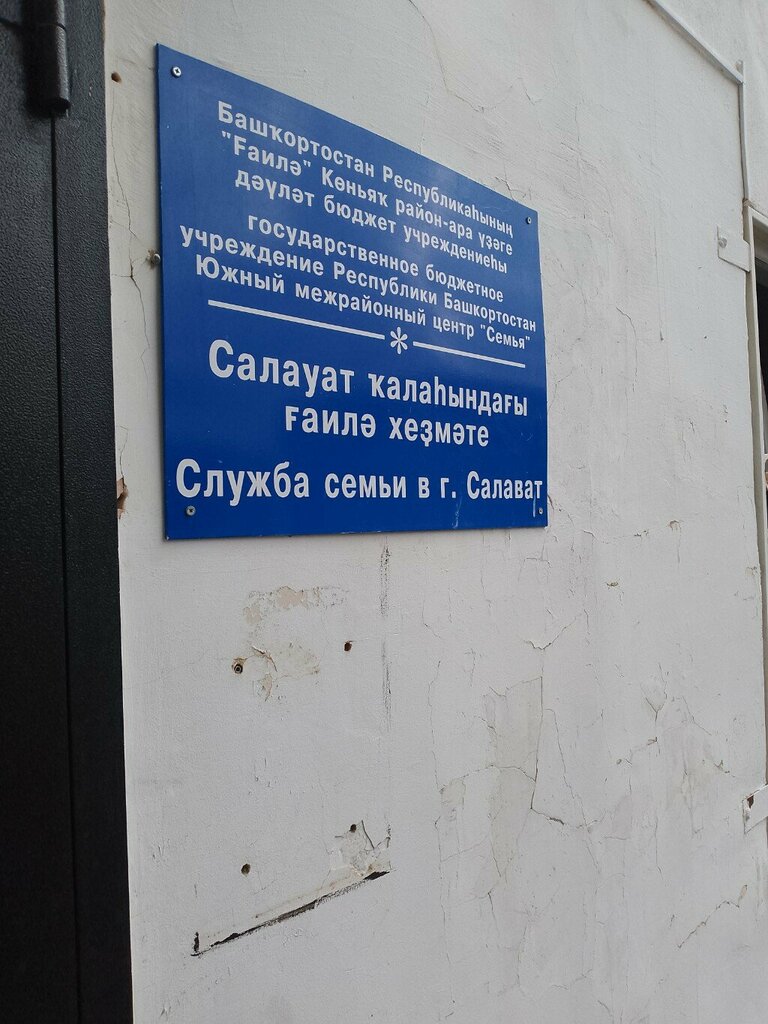 Башҡортостан Республикаһының
"Ғаилә" Көньяҡ район-ара үҙәге
дәүләт бюджет учреждениеһы
государственное бюджетное
учреждение Республики Башкортостан
Южный межрайонный центр "Семья"
*
Салауат ҡалаһындағы
ғаилә хеҙмәте
Служба семьи в г. Салават